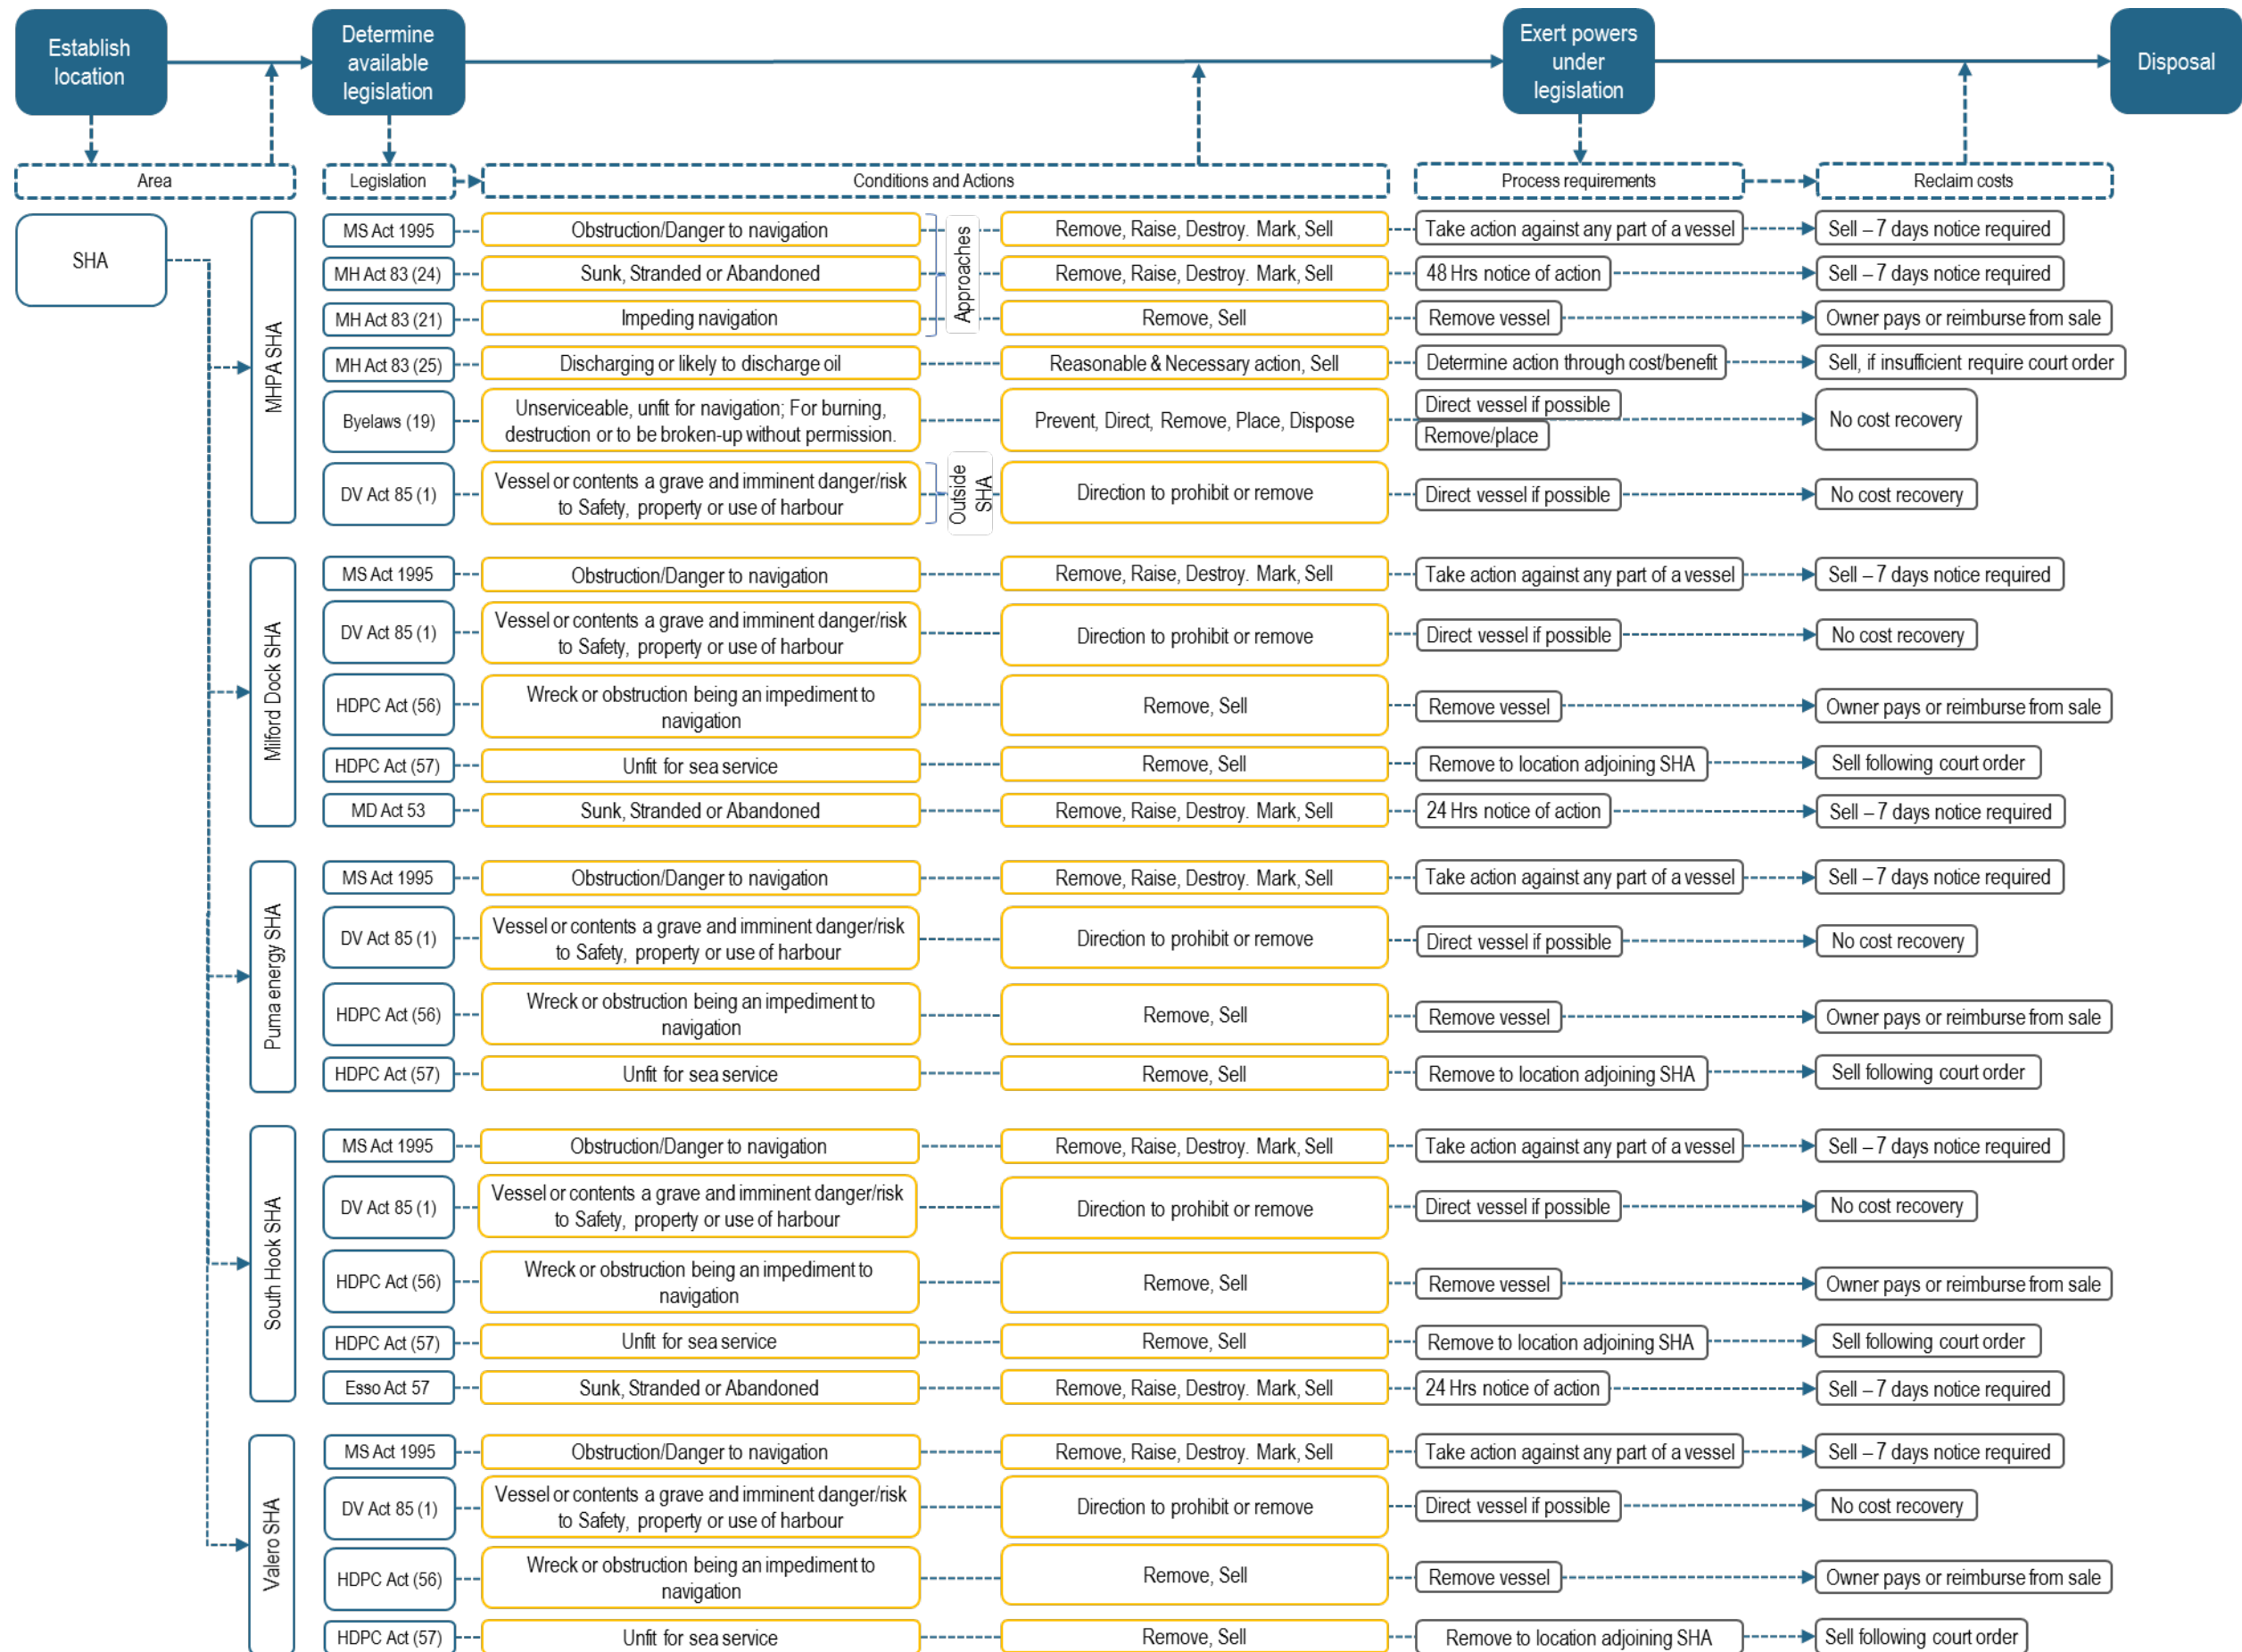 Establish
location
Determine
available
legislation
Exert powers
under
legislation
Disposal
Area
Legislation
Conditions and Actions
Process requirements
Reclaim costs
SHA
MHPA SHA
Approaches
MS Act 1995
Obstruction/Danger to navigation
Remove, Raise, Destroy. Mark, Sell
Take action against any part of a vessel
Sell – 7 days notice required
MH Act 83 (24)
Sunk, Stranded or Abandoned
Remove, Raise, Destroy. Mark, Sell
48 Hrs notice of action
Sell – 7 days notice required
MH Act 83 (21)
Impeding navigation
Remove, Sell
Remove vessel
Owner pays or reimburse from sale
MH Act 83 (25)
Discharging or likely to discharge oil
Reasonable & Necessary action, Sell
Determine action through cost/benefit
Sell, if insufficient require court order
Byelaws (19)
Unserviceable, unfit for navigation; For burning,
destruction or to be broken-up without permission.
Prevent, Direct, Remove, Place, Dispose
Direct vessel if possible
Remove/place
No cost recovery
DV Act 85 (1)
Vessel or contents a grave and imminent danger/risk
to Safety, property or use of harbour
Outside
SHA
Direction to prohibit or remove
Direct vessel if possible
No cost recovery
Milford Dock SHA
MS Act 1995
Obstruction/Danger to navigation
Remove, Raise, Destroy. Mark, Sell
Take action against any part of a vessel
Sell – 7 days notice required
DV Act 85 (1)
Vessel or contents a grave and imminent danger/risk
to Safety, property or use of harbour
Direction to prohibit or remove
Direct vessel if possible
No cost recovery
HDPC Act (56)
Wreck or obstruction being an impediment to
navigation
Remove, Sell
Remove vessel
Owner pays or reimburse from sale
HDPC Act (57)
Unfit for sea service
Remove, Sell
Remove to location adjoining SHA
Sell following court order
MD Act 53
Sunk, Stranded or Abandoned
Remove, Raise, Destroy. Mark, Sell
24 Hrs notice of action
Sell – 7 days notice required
Puma energy SHA
MS Act 1995
Obstruction/Danger to navigation
Remove, Raise, Destroy. Mark, Sell
Take action against any part of a vessel
Sell – 7 days notice required
DV Act 85 (1)
Vessel or contents a grave and imminent danger/risk
to Safety, property or use of harbour
Direction to prohibit or remove
Direct vessel if possible
No cost recovery
HDPC Act (56)
Wreck or obstruction being an impediment to
navigation
Remove, Sell
Remove vessel
Owner pays or reimburse from sale
HDPC Act (57)
Unfit for sea service
Remove, Sell
Remove to location adjoining SHA
Sell following court order
South Hook SHA
MS Act 1995
Obstruction/Danger to navigation
Remove, Raise, Destroy. Mark, Sell
Take action against any part of a vessel
Sell – 7 days notice required
DV Act 85 (1)
Vessel or contents a grave and imminent danger/risk
to Safety, property or use of harbour
Direction to prohibit or remove
Direct vessel if possible
No cost recovery
HDPC Act (56)
Wreck or obstruction being an impediment to
navigation
Remove, Sell
Remove vessel
Owner pays or reimburse from sale
HDPC Act (57)
Unfit for sea service
Remove, Sell
Remove to location adjoining SHA
Sell following court order
Esso Act 57
Sunk, Stranded or Abandoned
Remove, Raise, Destroy. Mark, Sell
24 Hrs notice of action
Sell – 7 days notice required
Valero SHA
MS Act 1995
Obstruction/Danger to navigation
Remove, Raise, Destroy. Mark, Sell
Take action against any part of a vessel
Sell – 7 days notice required
DV Act 85 (1)
Vessel or contents a grave and imminent danger/risk
to Safety, property or use of harbour
Direction to prohibit or remove
Direct vessel if possible
No cost recovery
HDPC Act (56)
Wreck or obstruction being an impediment to
navigation
Remove, Sell
Remove vessel
Owner pays or reimburse from sale
HDPC Act (57)
Unfit for sea service
Remove, Sell
Remove to location adjoining SHA
Sell following court order